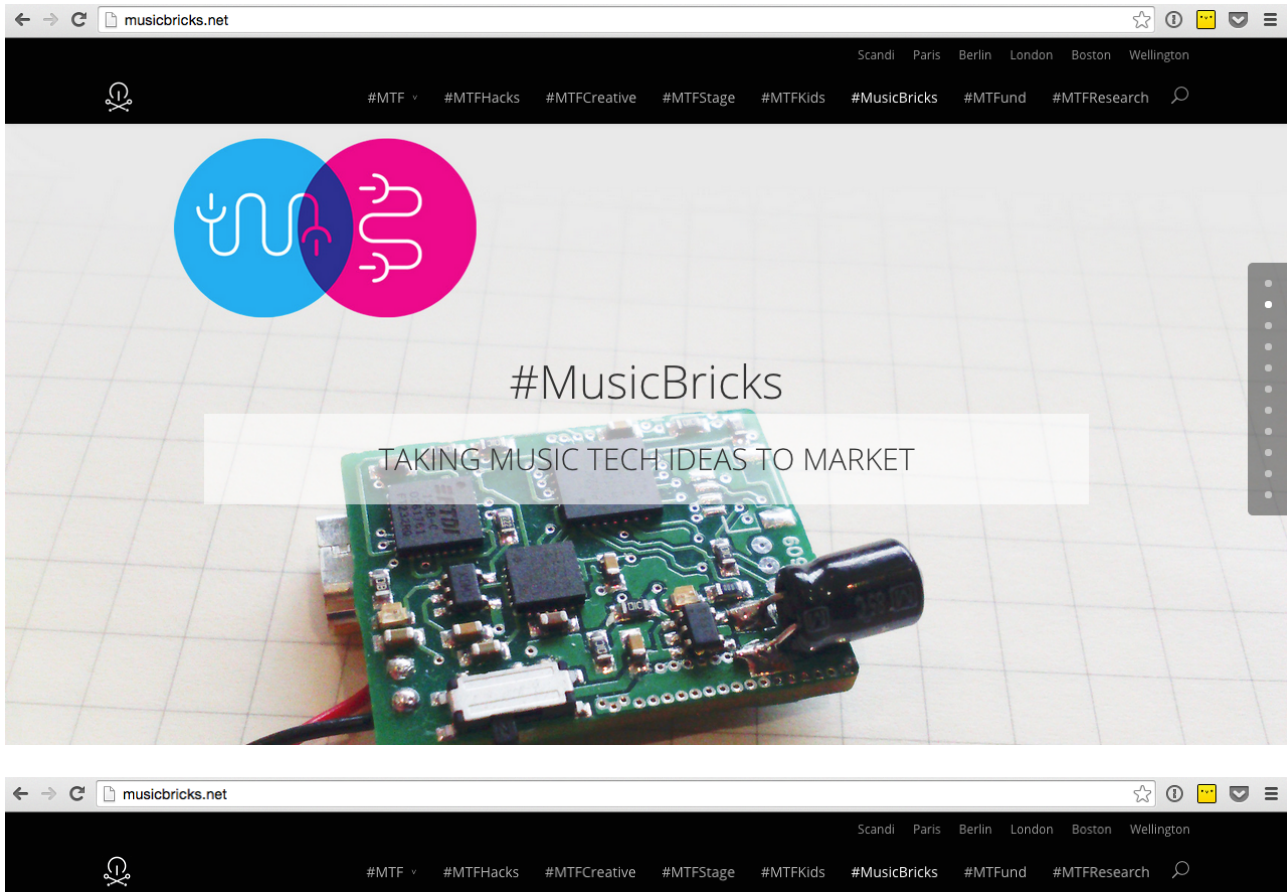 musicbricks.net
Scandi Paris Berlin London Boston Wellington
#MTF #MTFHacks #MTFCreative #MTFStage #MTFKids #MusicBricks #MTFund #MTFResearch
#MusicBricks
TAKING MUSIC TECH IDEAS TO MARKET
musicbricks.net
Scandi Paris Berlin London Boston Wellington
#MTF #MTFHacks #MTFCreative #MTFStage #MTFKids #MusicBricks #MTFund #MTFResearch